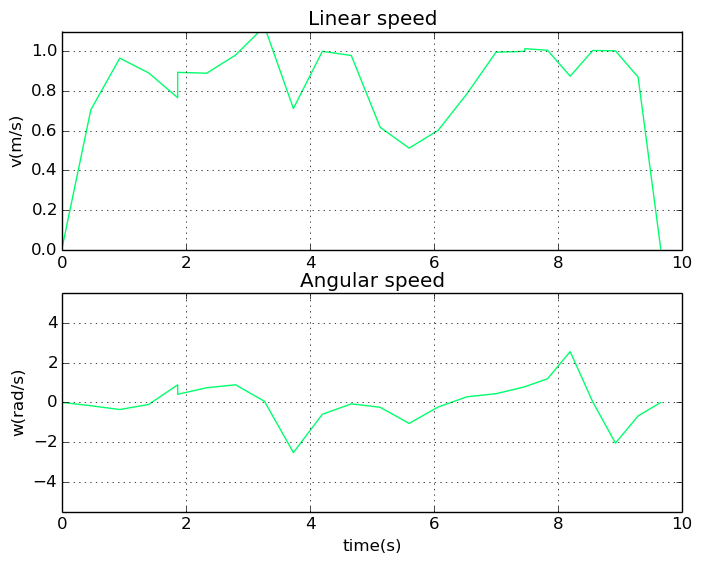 Linear speed
v(m/s)
1.0
0.8
0.6
0.4
0.2
0.0
0 2 4 6 8 10
Angular speed
w(rad/s)
4
2
0
−2
−4
0 2 4 6 8 10
time(s)